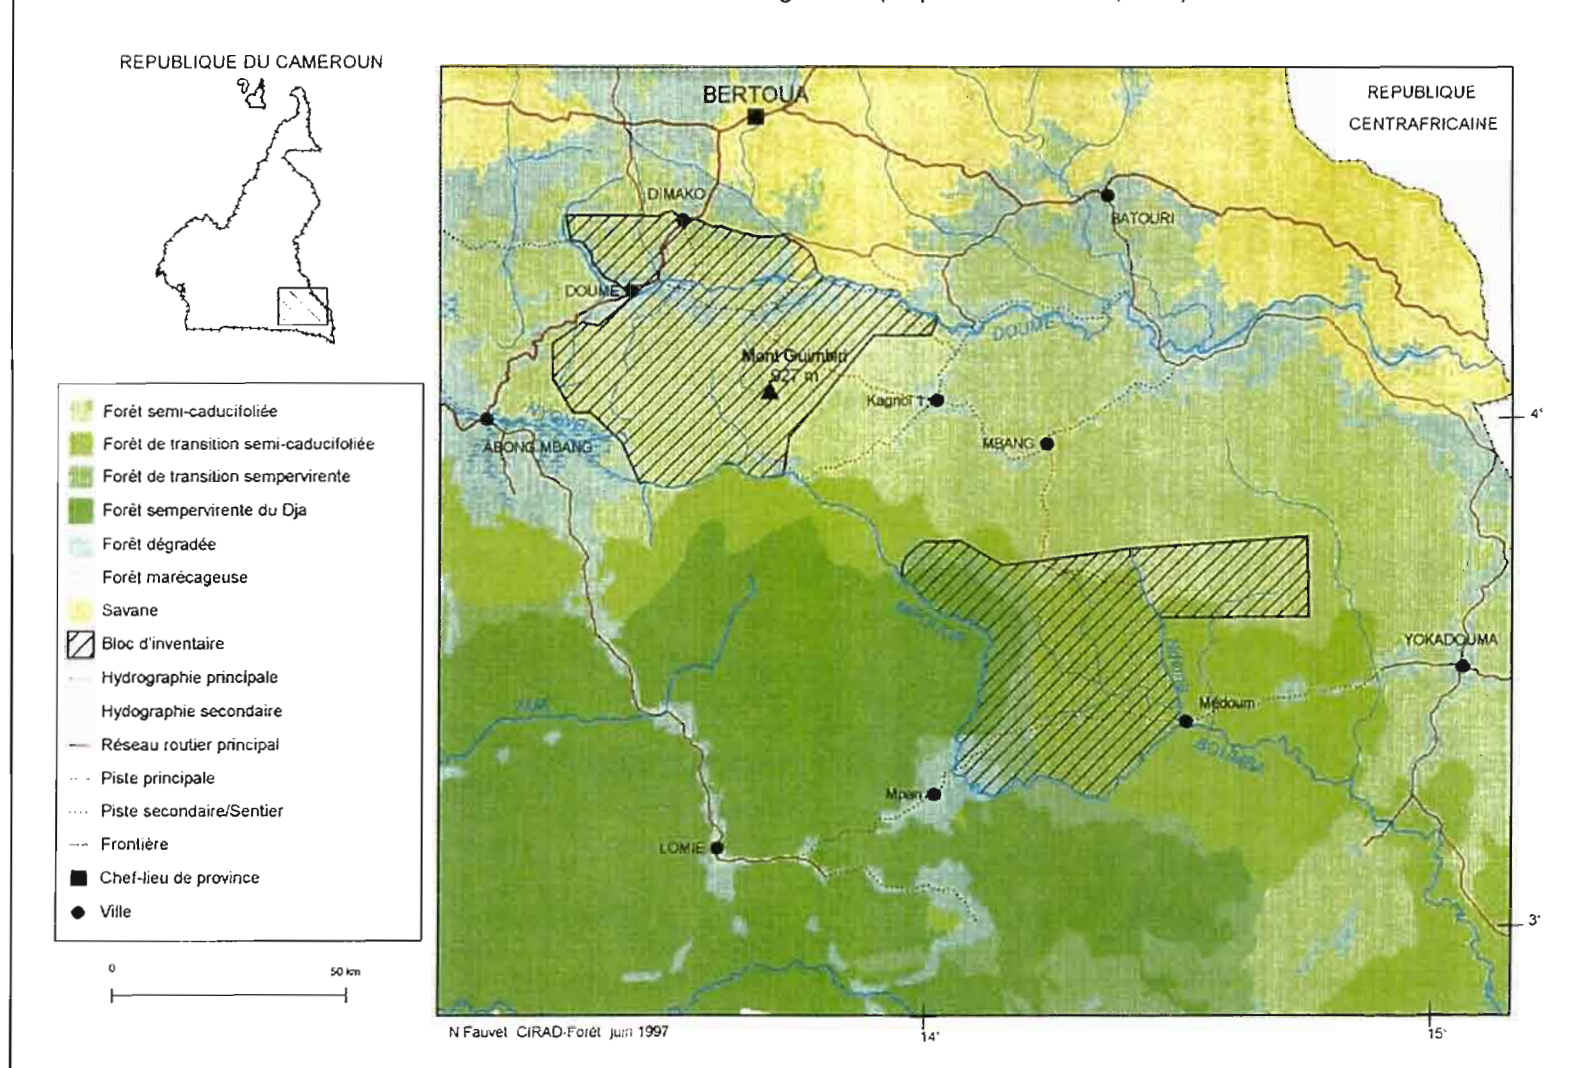 REPUBLIQUE DU CAMEROUN
REPUBLIQUE
CENTRAFRICAINE
BERTOUA
DIMAKO
BATOURI
DOUME
DOUME
Mont Guimbiri
927 m
Kagnol 1
NYONG
ABONG MBANG
MBANG
Forêt semi-caducifoliée
Forêt de transition semi-caducifoliée
Forêt de transition sempervirente
Forêt sempervirente du Dja
Forêt dégradée
Forêt marécageuse
Savane
Bloc d'inventaire
Hydrographie principale
Hydographie secondaire
Réseau routier principal
Piste principale
Piste secondaire/Sentier
Frontière
Chef-lieu de province
Ville
4°
YOKADOUMA
Médoum
BOUMBA
Mpan
LOMIE
3°
0
50 km
N Fauvet CIRAD-Forêt juin 1997
14°
15°